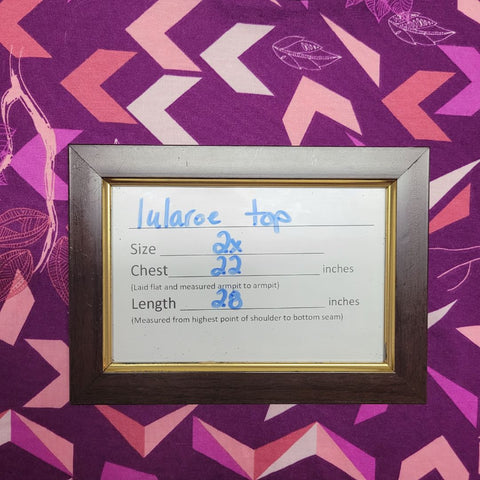 lularoe top
Size 2x
Chest 22 inches
(Laid flat and measured armpit to armpit)
Length 28 inches
(Measured from highest point of shoulder to bottom seam)